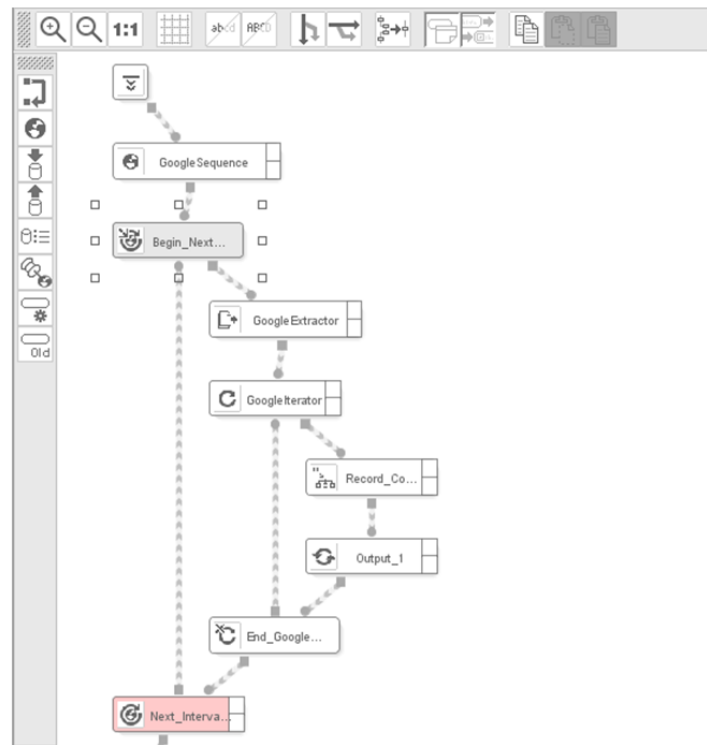 1:1
abcd
ABCD
GoogleSequence
Begin_Next...
GoogleExtractor
GoogleIterator
Record_Co...
Output_1
End_Google...
Next_Interva...
Old